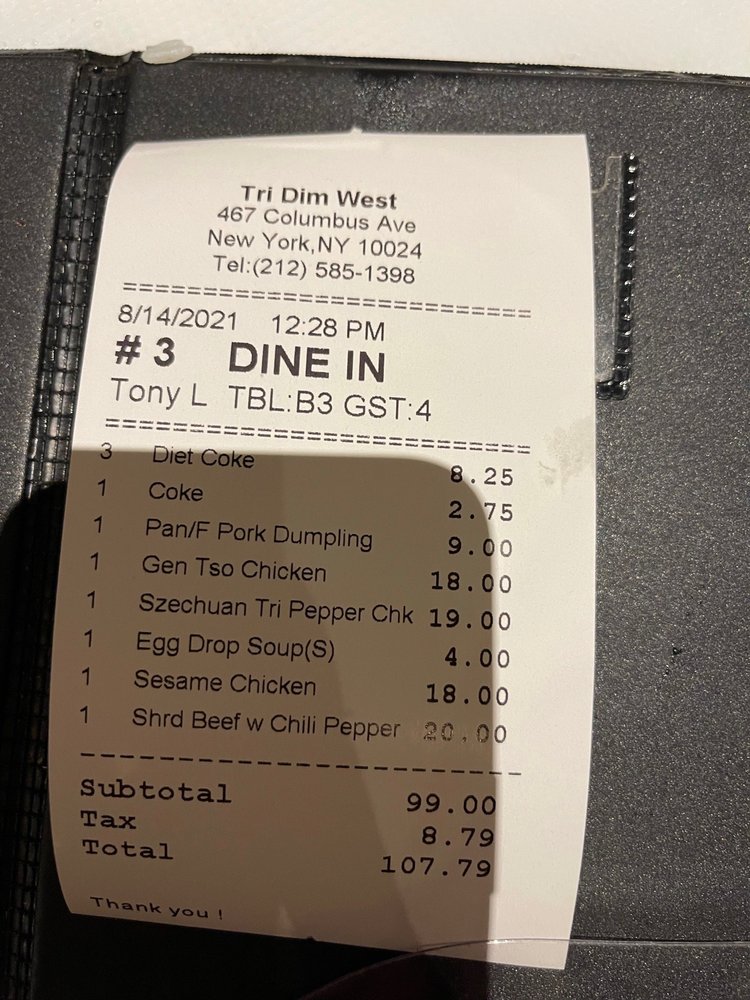 Tri Dim West
467 Columbus Ave
New York,NY 10024
Tel:(212) 585-1398
==============================
8/14/2021 12:28 PM
# 3 DINE IN
Tony L TBL:B3 GST:4
==============================
3 Diet Coke 8.25
1 Coke 2.75
1 Pan/F Pork Dumpling 9.00
1 Gen Tso Chicken 18.00
1 Szechuan Tri Pepper Chk 19.00
1 Egg Drop Soup(S) 4.00
1 Sesame Chicken 18.00
1 Shrd Beef w Chili Pepper 20.00
------------------------------
Subtotal 99.00
Tax 8.79
Total 107.79
Thank you !